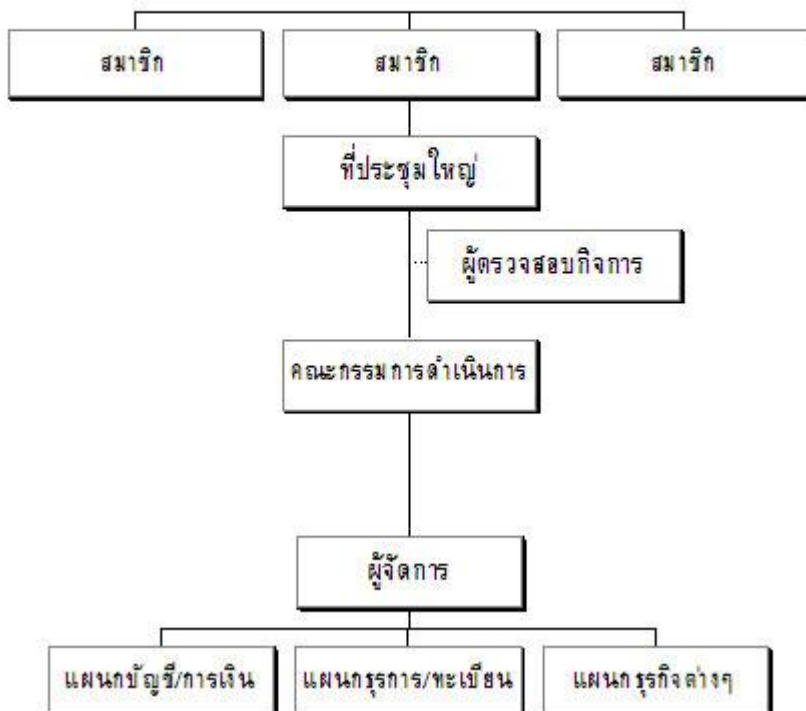 สมาชิก
สมาชิก
สมาชิก
ที่ประชุมใหญ่
ผู้ตรวจสอบกิจการ
คณะกรรมการดำเนินการ
ผู้จัดการ
แผนกบัญชี/การเงิน
แผนกธุรการ/ทะเบียน
แผนกธุรกิจต่างๆ